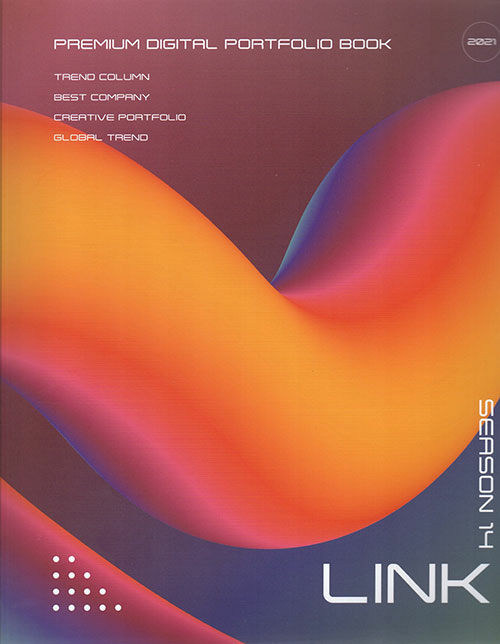 PREMIUM DIGITAL PORTFOLIO BOOK
2021
TREND COLUMN
BEST COMPANY
CREATIVE PORTFOLIO
GLOBAL TREND
SEASON 14
LINK